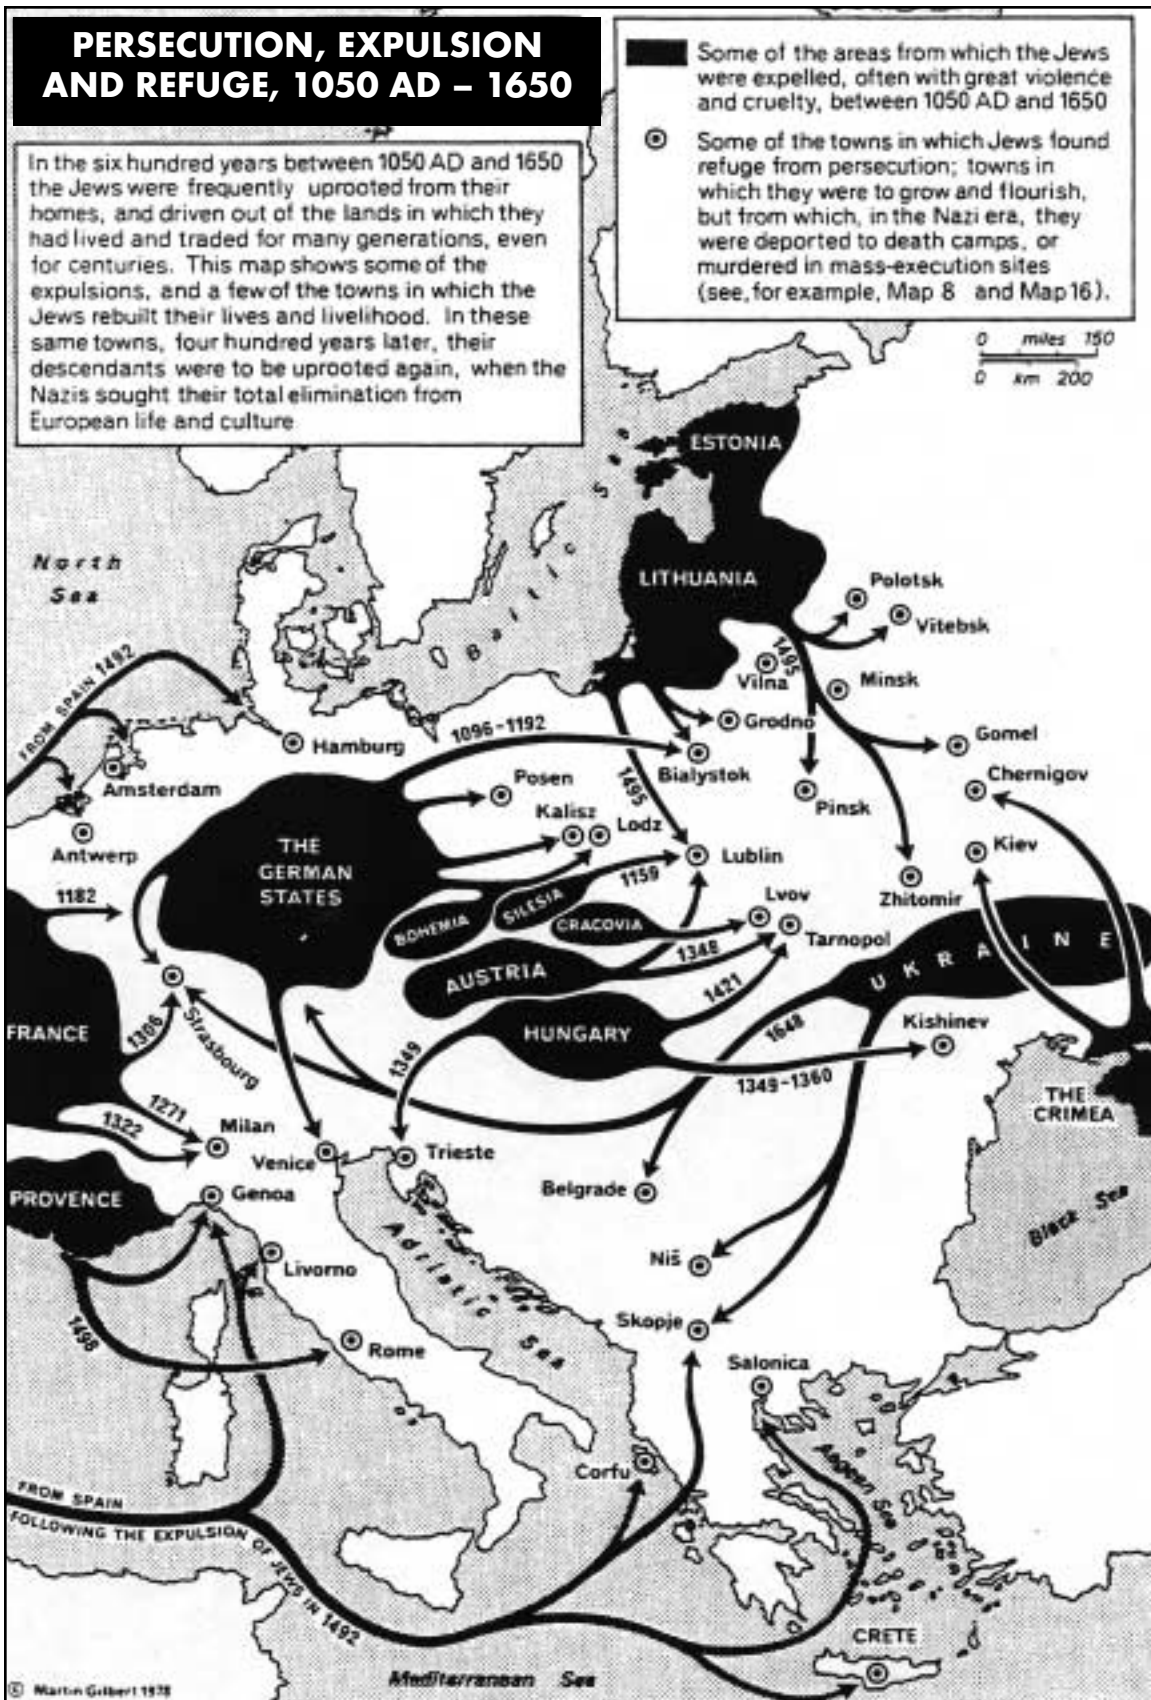 PERSECUTION, EXPULSION
AND REFUGE, 1050 AD – 1650
In the six hundred years between 1050 AD and 1650
the Jews were frequently uprooted from their
homes, and driven out of the lands in which they
had lived and traded for many generations, even
for centuries. This map shows some of the
expulsions, and a few of the towns in which the
Jews rebuilt their lives and livelihood. In these
same towns, four hundred years later, their
descendants were to be uprooted again, when the
Nazis sought their total elimination from
European life and culture
Some of the areas from which the Jews
were expelled, often with great violence
and cruelty, between 1050 AD and 1650
Some of the towns in which Jews found
refuge from persecution; towns in
which they were to grow and flourish,
but from which, in the Nazi era, they
were deported to death camps, or
murdered in mass-execution sites
(see, for example, Map 8 and Map 16).
0 miles 150
0 km 200
ESTONIA
North
Sea
Baltic Sea
LITHUANIA
Polotsk
Vitebsk
1495
Vilna
Minsk
FROM SPAIN 1492
Grodno
Hamburg
1096-1192
Gomel
Bialystok
Amsterdam
Posen
1495
Chernigov
Pinsk
Kalisz
Lodz
Antwerp
THE
GERMAN
STATES
Lublin
Kiev
1182
1159
Zhitomir
BOHEMIA
SILESIA
CRACOVIA
Lvov
Tarnopol
1348
AUSTRIA
UKRAINE
1421
FRANCE
1306
Strasbourg
HUNGARY
1648
Kishinev
1349
1349-1360
THE
CRIMEA
1271
1322
Milan
Venice
Trieste
PROVENCE
Genoa
Belgrade
Black Sea
Livorno
Adriatic Sea
Niš
1498
Rome
Skopje
Salonica
Corfu
Aegean Sea
FROM SPAIN
FOLLOWING THE EXPULSION OF JEWS IN 1492
CRETE
Mediterranean Sea
© Martin Gilbert 1978